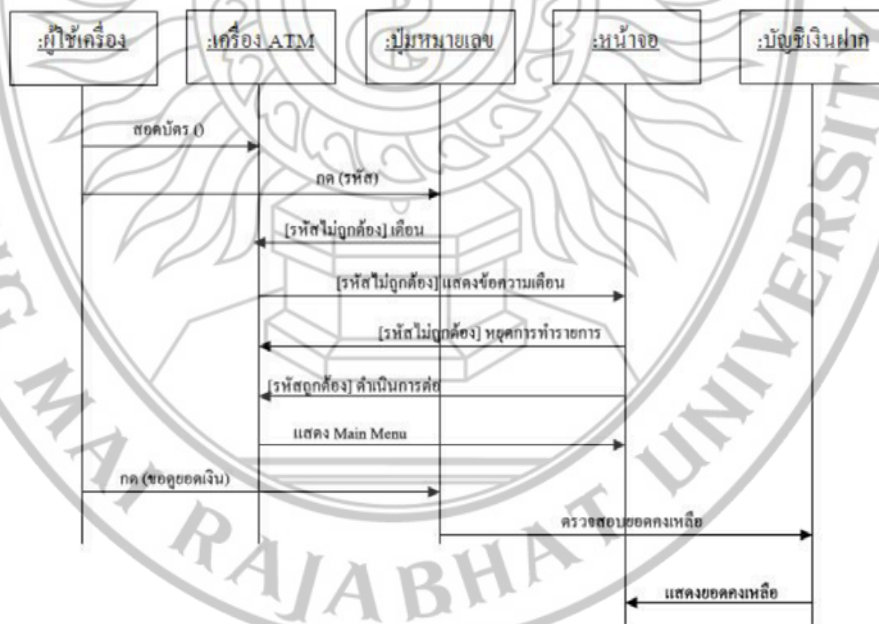 :ผู้ใช้เครื่อง
:เครื่อง ATM
:ปุ่มหมายเลข
:หน้าจอ
:บัญชีเงินฝาก
สอดบัตร ()
กด (รหัส)
[รหัสไม่ถูกต้อง] เตือน
[รหัสไม่ถูกต้อง] แสดงข้อความเตือน
[รหัสไม่ถูกต้อง] หยุดการทำรายการ
[รหัสถูกต้อง] ดำเนินการต่อ
แสดง Main Menu
กด (ขอดูยอดเงิน)
ตรวจสอบยอดคงเหลือ
แสดงยอดคงเหลือ
MAI RAJABHAT UNIVERSITY